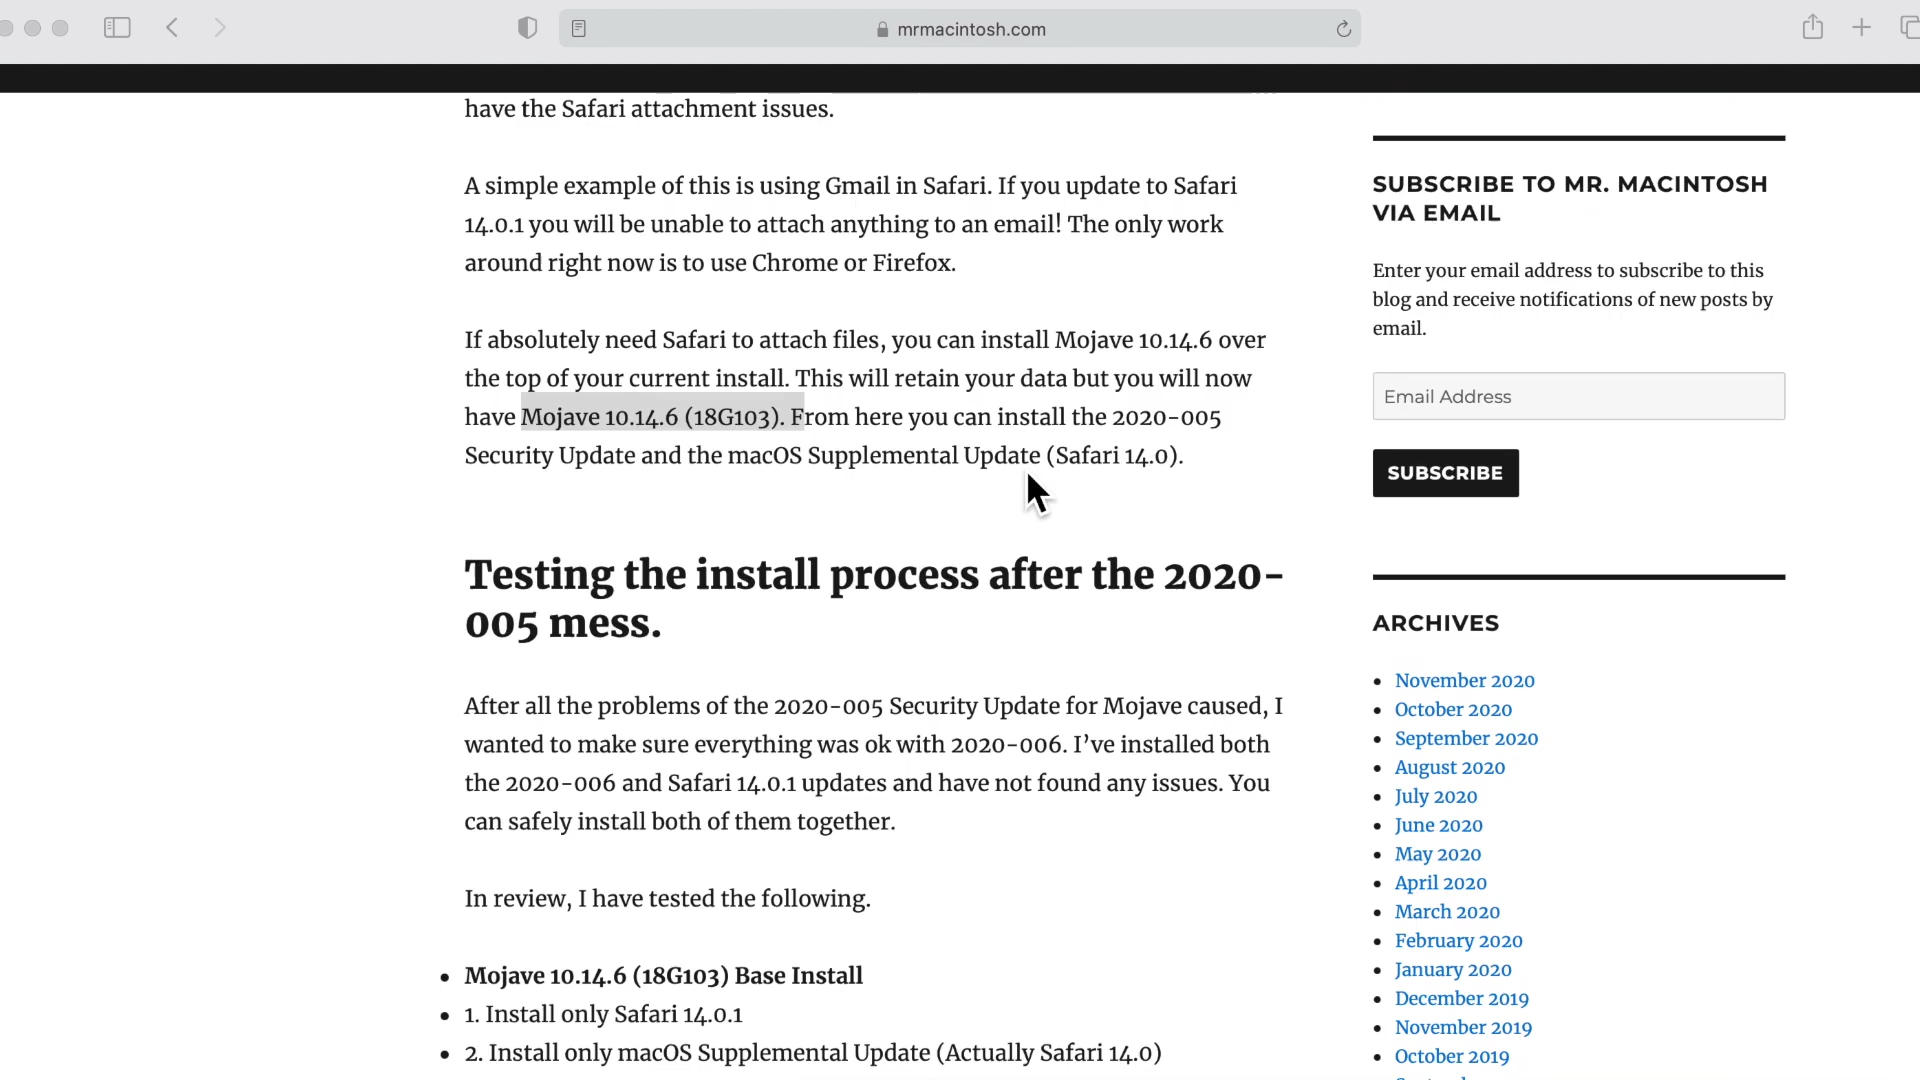 mrmacintosh.com
have the Safari attachment issues.
A simple example of this is using Gmail in Safari. If you update to Safari
14.0.1 you will be unable to attach anything to an email! The only work
around right now is to use Chrome or Firefox.
If absolutely need Safari to attach files, you can install Mojave 10.14.6 over
the top of your current install. This will retain your data but you will now
have Mojave 10.14.6 (18G103). From here you can install the 2020-005
Security Update and the macOS Supplemental Update (Safari 14.0).
Testing the install process after the 2020-
005 mess.
After all the problems of the 2020-005 Security Update for Mojave caused, I
wanted to make sure everything was ok with 2020-006. I’ve installed both
the 2020-006 and Safari 14.0.1 updates and have not found any issues. You
can safely install both of them together.
In review, I have tested the following.
• Mojave 10.14.6 (18G103) Base Install
• 1. Install only Safari 14.0.1
• 2. Install only macOS Supplemental Update (Actually Safari 14.0)
SUBSCRIBE TO MR. MACINTOSH
VIA EMAIL
Enter your email address to subscribe to this
blog and receive notifications of new posts by
email.
Email Address
SUBSCRIBE
ARCHIVES
• November 2020
• October 2020
• September 2020
• August 2020
• July 2020
• June 2020
• May 2020
• April 2020
• March 2020
• February 2020
• January 2020
• December 2019
• November 2019
• October 2019